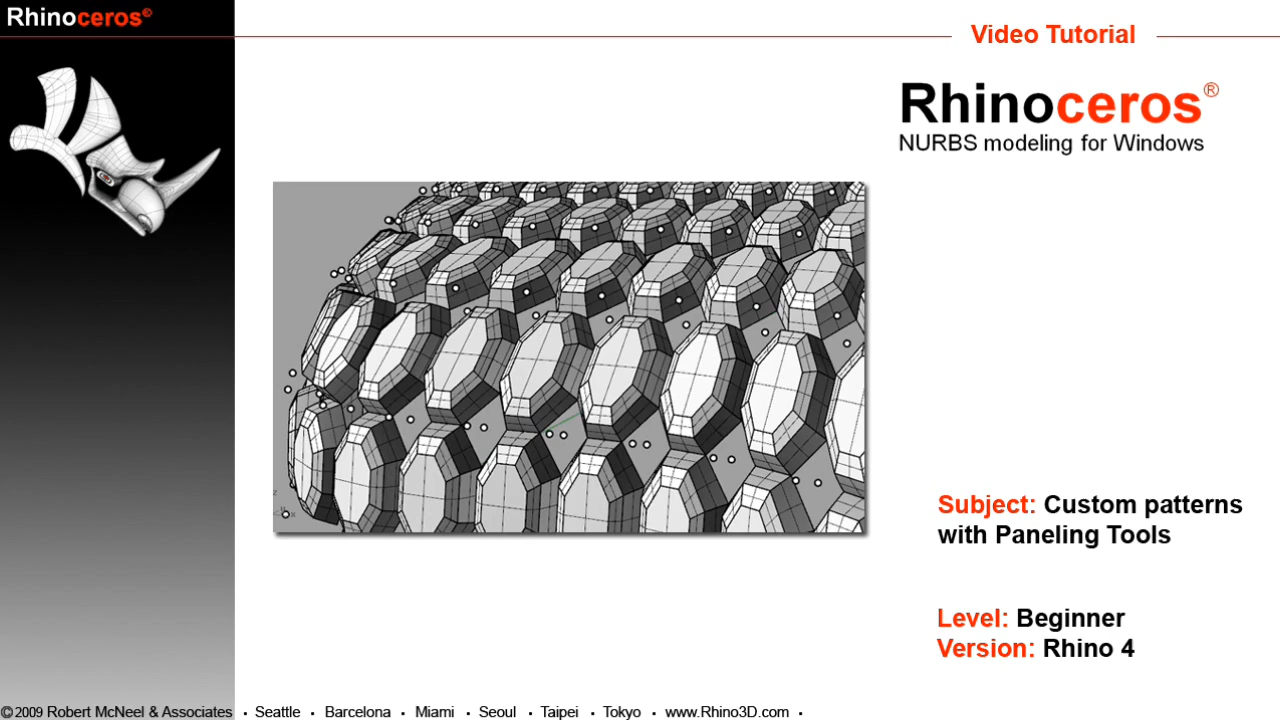 Rhinoceros®
Video Tutorial
Rhinoceros®
NURBS modeling for Windows
Subject: Custom patterns
with Paneling Tools
Level: Beginner
Version: Rhino 4
©2009 Robert McNeel & Associates · Seattle · Barcelona · Miami · Seoul · Taipei · Tokyo · www.Rhino3D.com ·